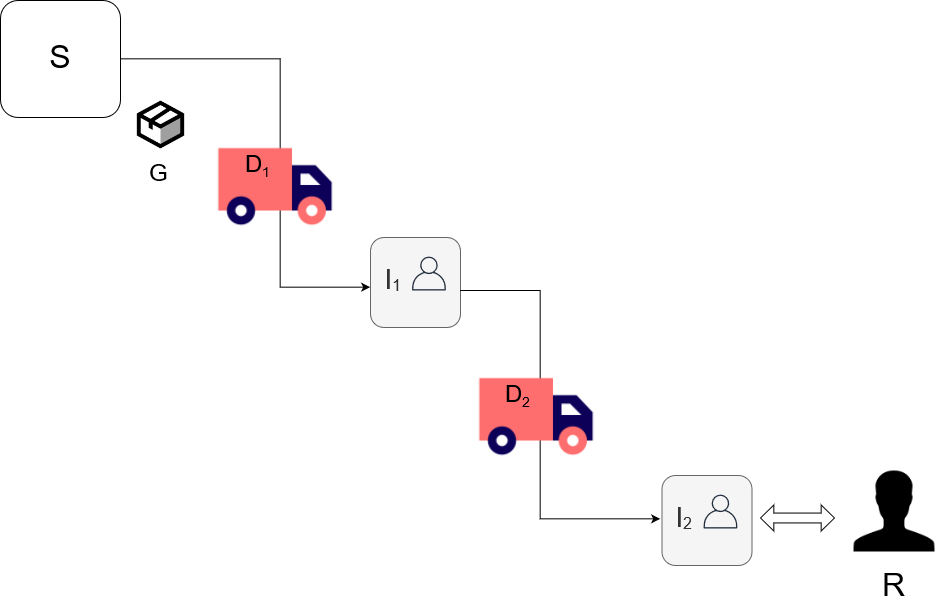 S
G
D₁
I₁
D₂
I₂
R